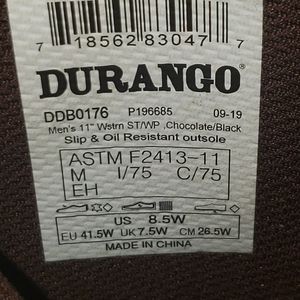 7 18562 83047 7
DURANGO
DDB0176 P196685 09-19
Men's 11" Wstrn ST/WP ,Chocolate/Black
Slip & Oil Resistant outsole
ASTM F2413-11
M I/75 C/75
EH
US 8.5W
EU 41.5W UK 7.5W CM 26.5W
MADE IN CHINA